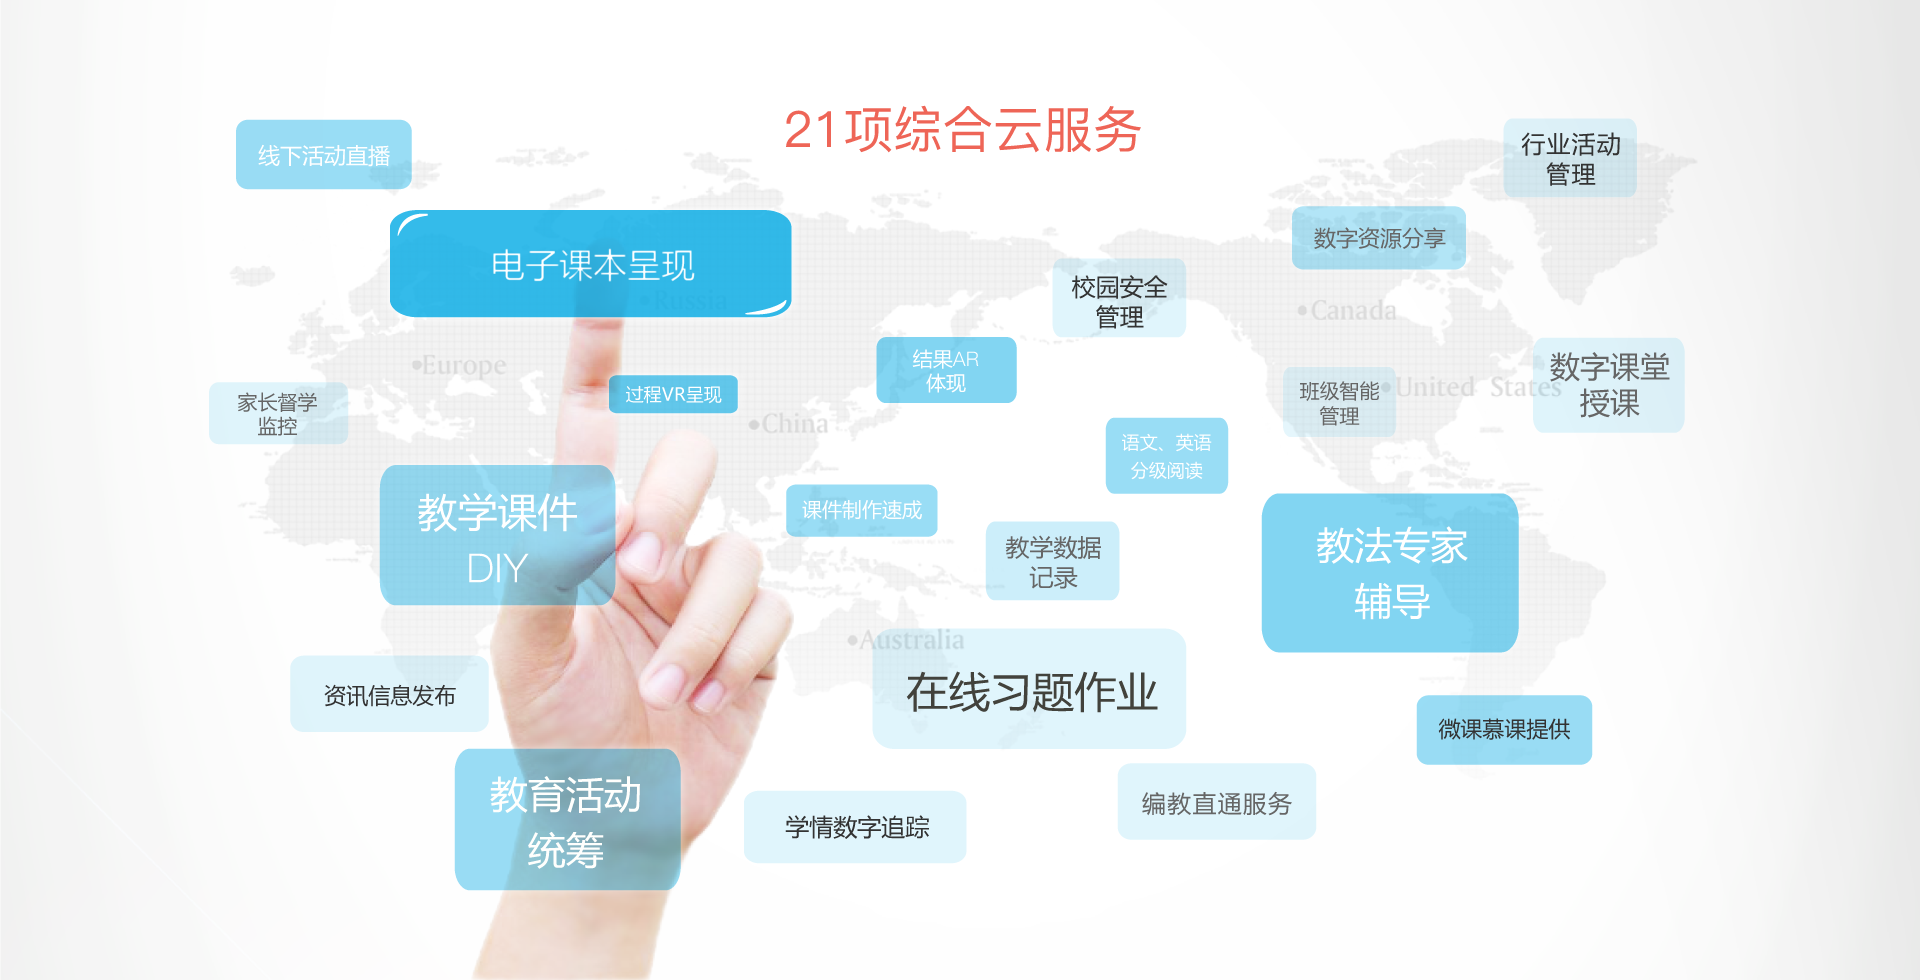 21项综合云服务
线下活动直播
行业活动
管理
电子课本呈现
Russia
数字资源分享
校园安全
管理
Canada
Europe
结果AR
体现
过程VR呈现
家长督学
监控
China
班级智能
管理
United States
数字课堂
授课
语文、英语
分级阅读
教学课件
DIY
课件制作速成
教学数据
记录
教法专家
辅导
Australia
资讯信息发布
在线习题作业
微课慕课提供
教育活动
统筹
学情数字追踪
编教直通服务